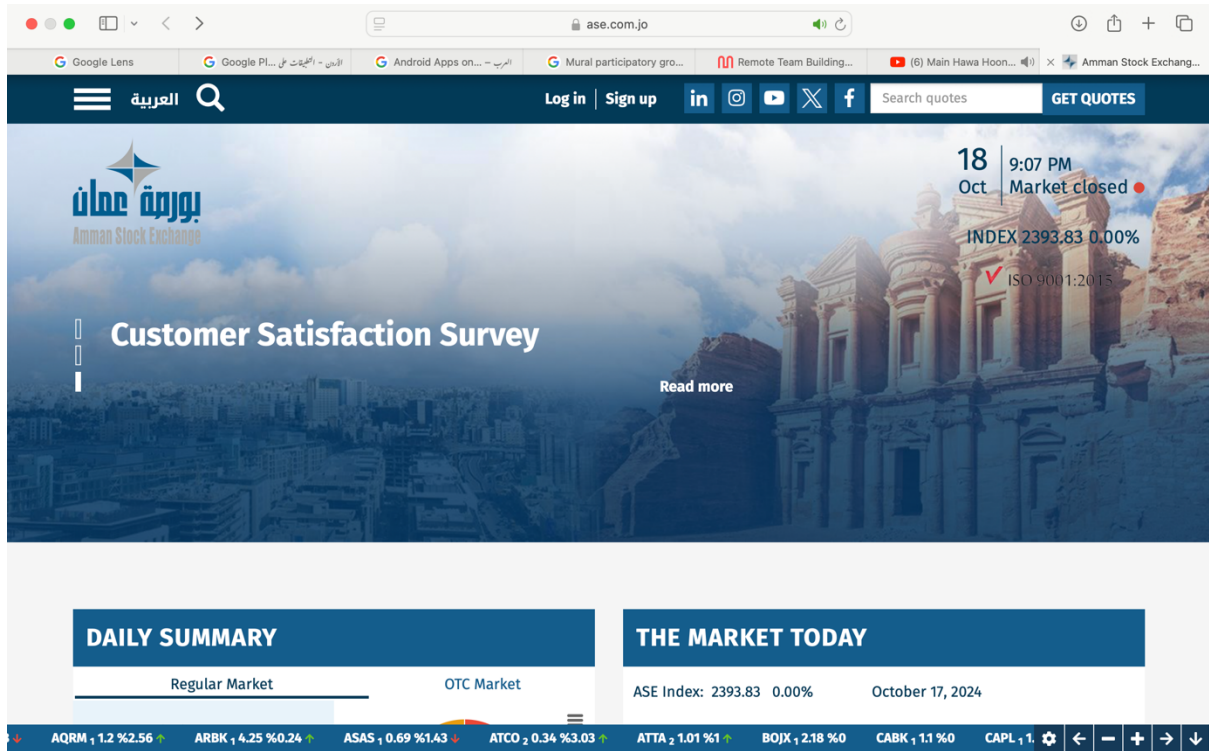 ase.com.jo
Google Lens
Google Pl... الأردن – التطبيقات على
Android Apps on... – العرب
Mural participatory gro...
Remote Team Building...
(6) Main Hawa Hoon...
Amman Stock Exchang...
العربية
Log in | Sign up
Search quotes
GET QUOTES
بورصة عمان
Amman Stock Exchange
18
Oct
9:07 PM
Market closed
INDEX 2393.83 0.00%
ISO 9001:2015
Customer Satisfaction Survey
Read more
DAILY SUMMARY
Regular Market
OTC Market
THE MARKET TODAY
ASE Index: 2393.83 0.00% October 17, 2024
AQRM 1 1.2 %2.56 ARBK 1 4.25 %0.24 ASAS 1 0.69 %1.43 ATCO 2 0.34 %3.03 ATTA 2 1.01 %1 BOJX 1 2.18 %0 CABK 1 1.1 %0 CAPL 1 1.